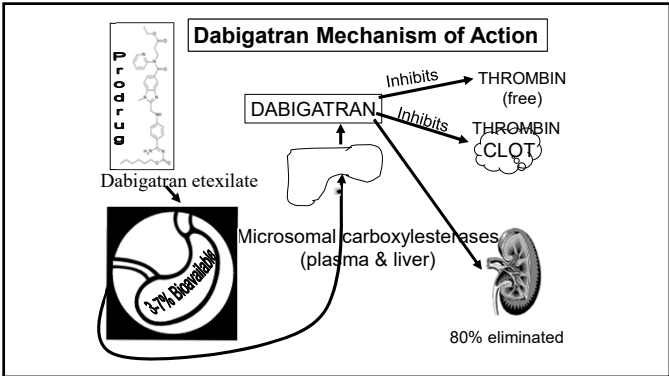 Dabigatran Mechanism of Action
Prodrug
Dabigatran etexilate
3-7% Bioavailable
DABIGATRAN
Inhibits
THROMBIN
(free)
Inhibits
THROMBIN
CLOT
Microsomal carboxylesterases
(plasma & liver)
80% eliminated